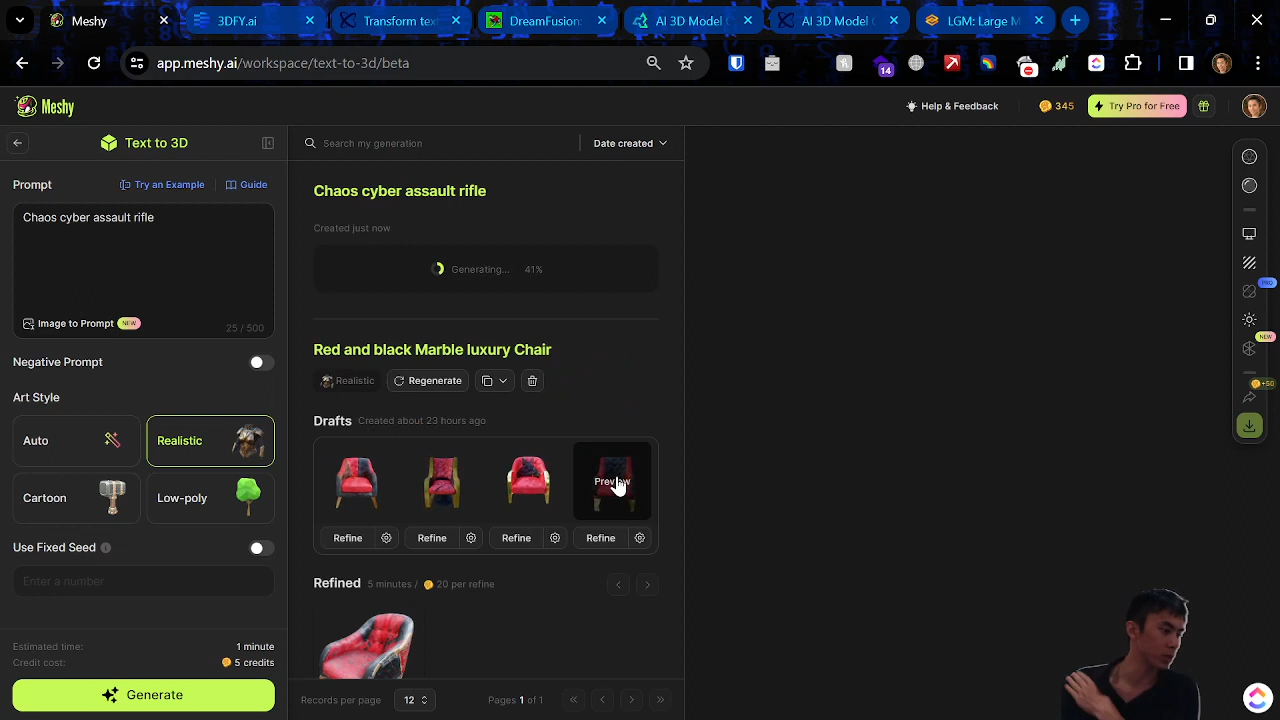 Meshy
3DFY.ai
Transform tex
DreamFusion:
AI 3D Model C
AI 3D Model C
LGM: Large M
app.meshy.ai/workspace/text-to-3d/beta
14
Meshy
Help & Feedback
345
Try Pro for Free
Text to 3D
Search my generation
Date created
Prompt
Try an Example
Guide
Chaos cyber assault rifle
Image to Prompt
NEW
25 / 500
Negative Prompt
Art Style
Auto
Realistic
Cartoon
Low-poly
Use Fixed Seed
Enter a number
Estimated time:
1 minute
Credit cost:
5 credits
Generate
Chaos cyber assault rifle
Created just now
Generating...
41%
Red and black Marble luxury Chair
Realistic
Regenerate
Drafts
Created about 23 hours ago
Preview
Refine
Refine
Refine
Refine
Refined
5 minutes /
20 per refine
Records per page
12
Pages 1 of 1
PRO
NEW
+50